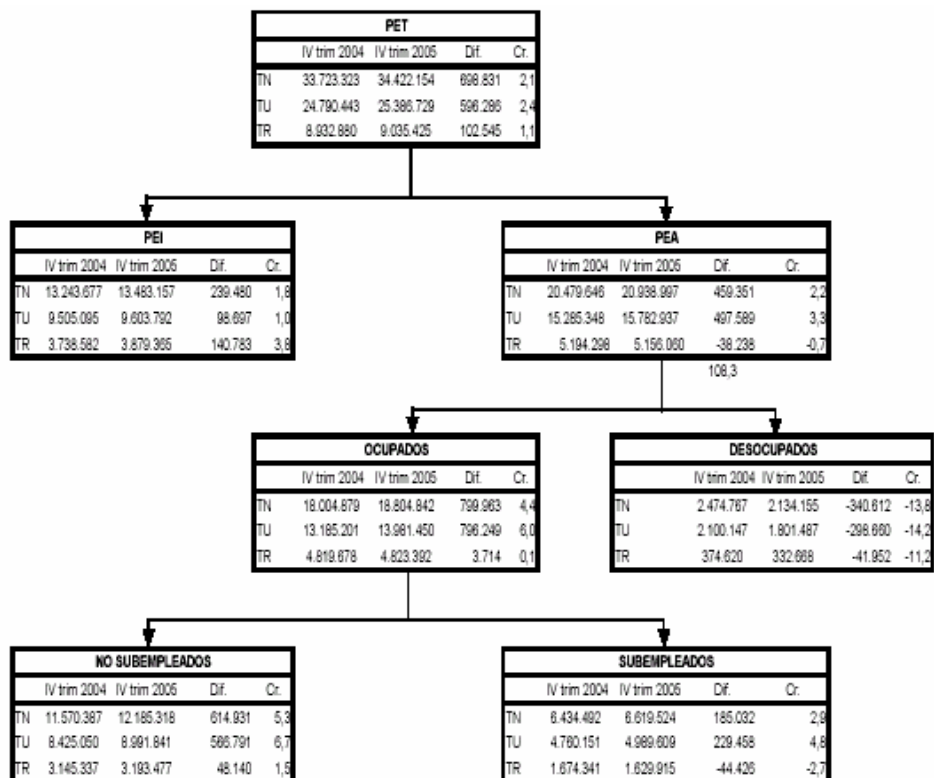 PET
IV trim 2004 IV trim 2005 Dif. Cr.
TN 33.723.323 34.422.154 698.831 2,1
TU 24.790.443 25.386.729 596.286 2,4
TR 8.932.880 9.035.425 102.545 1,1
PEI
IV trim 2004 IV trim 2005 Dif. Cr.
TN 13.243.677 13.483.157 239.480 1,8
TU 9.505.095 9.603.792 98.697 1,0
TR 3.738.582 3.879.365 140.783 3,8
PEA
IV trim 2004 IV trim 2005 Dif. Cr.
TN 20.479.646 20.938.997 459.351 2,2
TU 15.285.348 15.782.937 497.589 3,3
TR 5.194.298 5.156.060 -38.238 -0,7
108,3
OCUPADOS
IV trim 2004 IV trim 2005 Dif. Cr.
TN 18.004.879 18.804.842 799.963 4,4
TU 13.185.201 13.981.450 796.249 6,0
TR 4.819.678 4.823.392 3.714 0,1
DESOCUPADOS
IV trim 2004 IV trim 2005 Dif. Cr.
TN 2.474.767 2.134.155 -340.612 -13,8
TU 2.100.147 1.801.487 -298.660 -14,2
TR 374.620 332.668 -41.952 -11,2
NO SUBEMPLEADOS
IV trim 2004 IV trim 2005 Dif. Cr.
TN 11.570.387 12.185.318 614.931 5,3
TU 8.425.050 8.991.841 566.791 6,7
TR 3.145.337 3.193.477 48.140 1,5
SUBEMPLEADOS
IV trim 2004 IV trim 2005 Dif. Cr.
TN 6.434.492 6.619.524 185.032 2,9
TU 4.760.151 4.989.609 229.458 4,8
TR 1.674.341 1.629.915 -44.426 -2,7